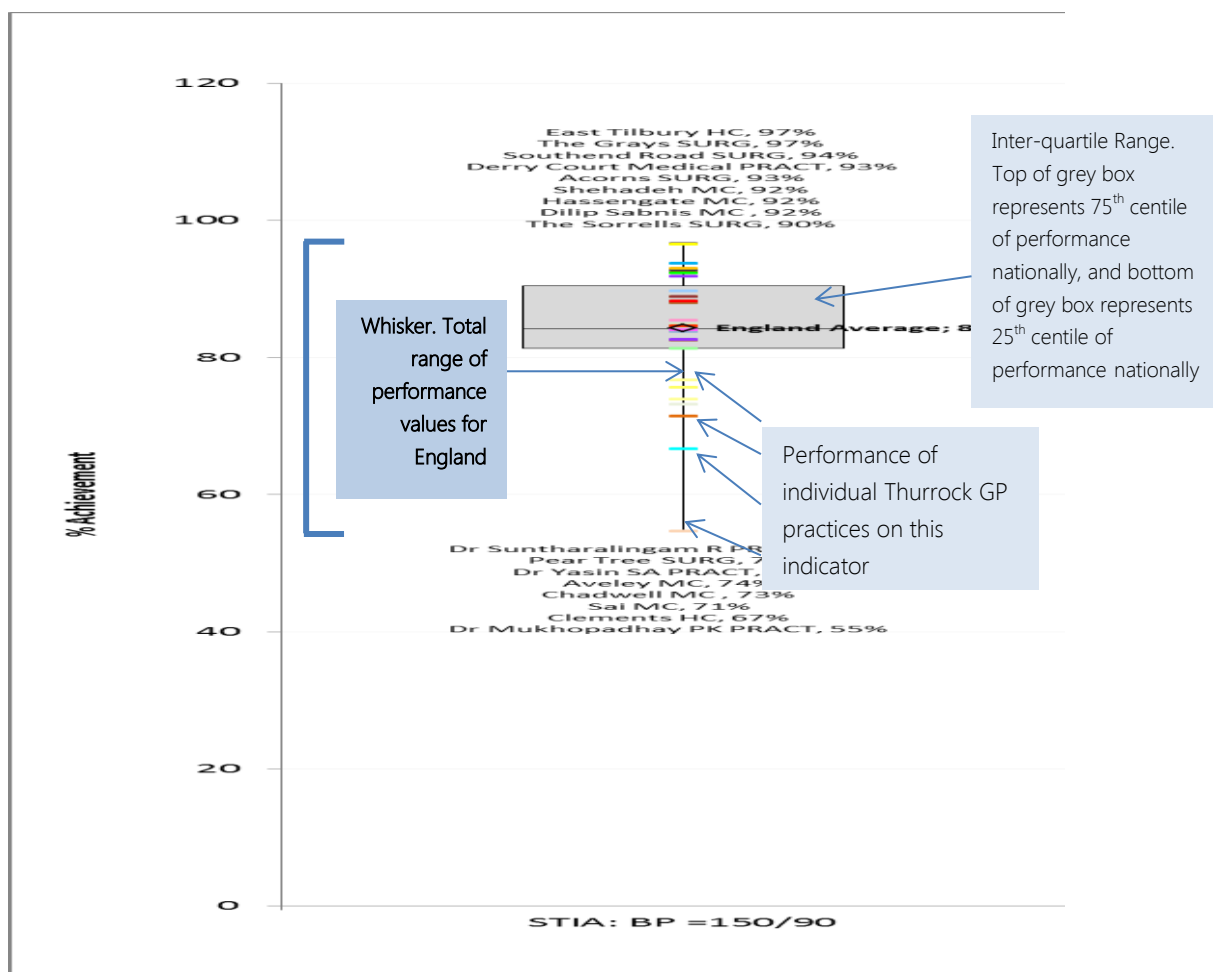 120
100
80
60
40
20
0
% Achievement
East Tilbury HC, 97%
The Grays SURG, 97%
Southend Road SURG, 94%
Derry Court Medical PRACT, 93%
Acorns SURG, 93%
Shehadeh MC, 92%
Hassengate MC, 92%
Dilip Sabnis MC , 92%
The Sorrells SURG, 90%
Inter-quartile Range.
Top of grey box
represents 75th centile
of performance
nationally, and bottom
of grey box represents
25th centile of
performance nationally
Whisker. Total
range of
performance
values for
England
England Average; 8
Performance of
individual Thurrock GP
practices on this
indicator
Dr Suntharalingam R
Pear Tree SURG,
Dr Yasin SA PRACT,
Aveley MC, 74%
Chadwell MC , 73%
Sai MC, 71%
Clements HC, 67%
Dr Mukhopadhay PK PRACT, 55%
STIA: BP =150/90